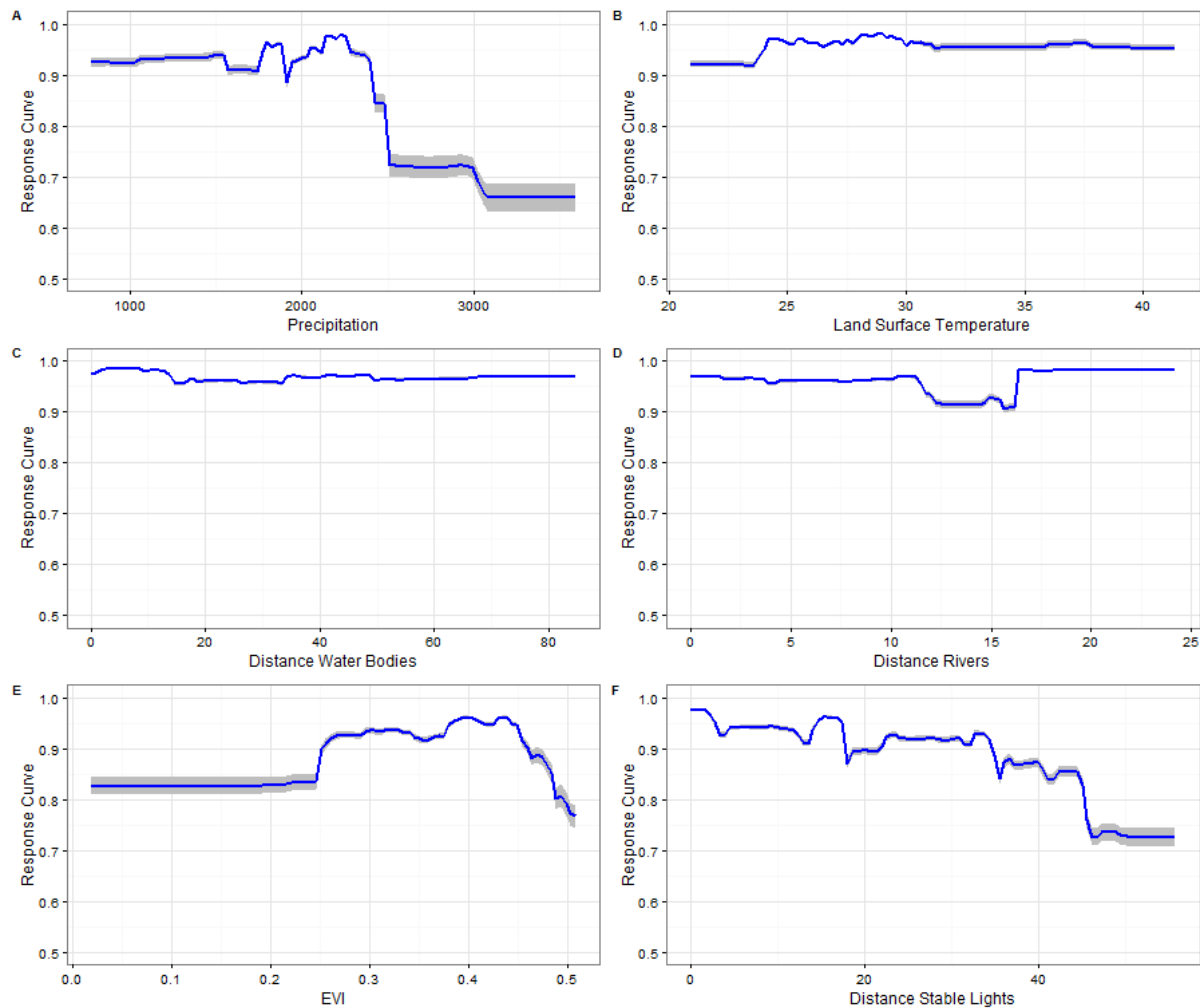 A
1.0
0.9
0.8
0.7
0.6
0.5
Response Curve
1000 2000 3000
Precipitation
B
1.0
0.9
0.8
0.7
0.6
0.5
Response Curve
20 25 30 35 40
Land Surface Temperature
C
1.0
0.9
0.8
0.7
0.6
0.5
Response Curve
0 20 40 60 80
Distance Water Bodies
D
1.0
0.9
0.8
0.7
0.6
0.5
Response Curve
0 5 10 15 20 25
Distance Rivers
E
1.0
0.9
0.8
0.7
0.6
0.5
Response Curve
0.0 0.1 0.2 0.3 0.4 0.5
EVI
F
1.0
0.9
0.8
0.7
0.6
0.5
Response Curve
0 20 40
Distance Stable Lights